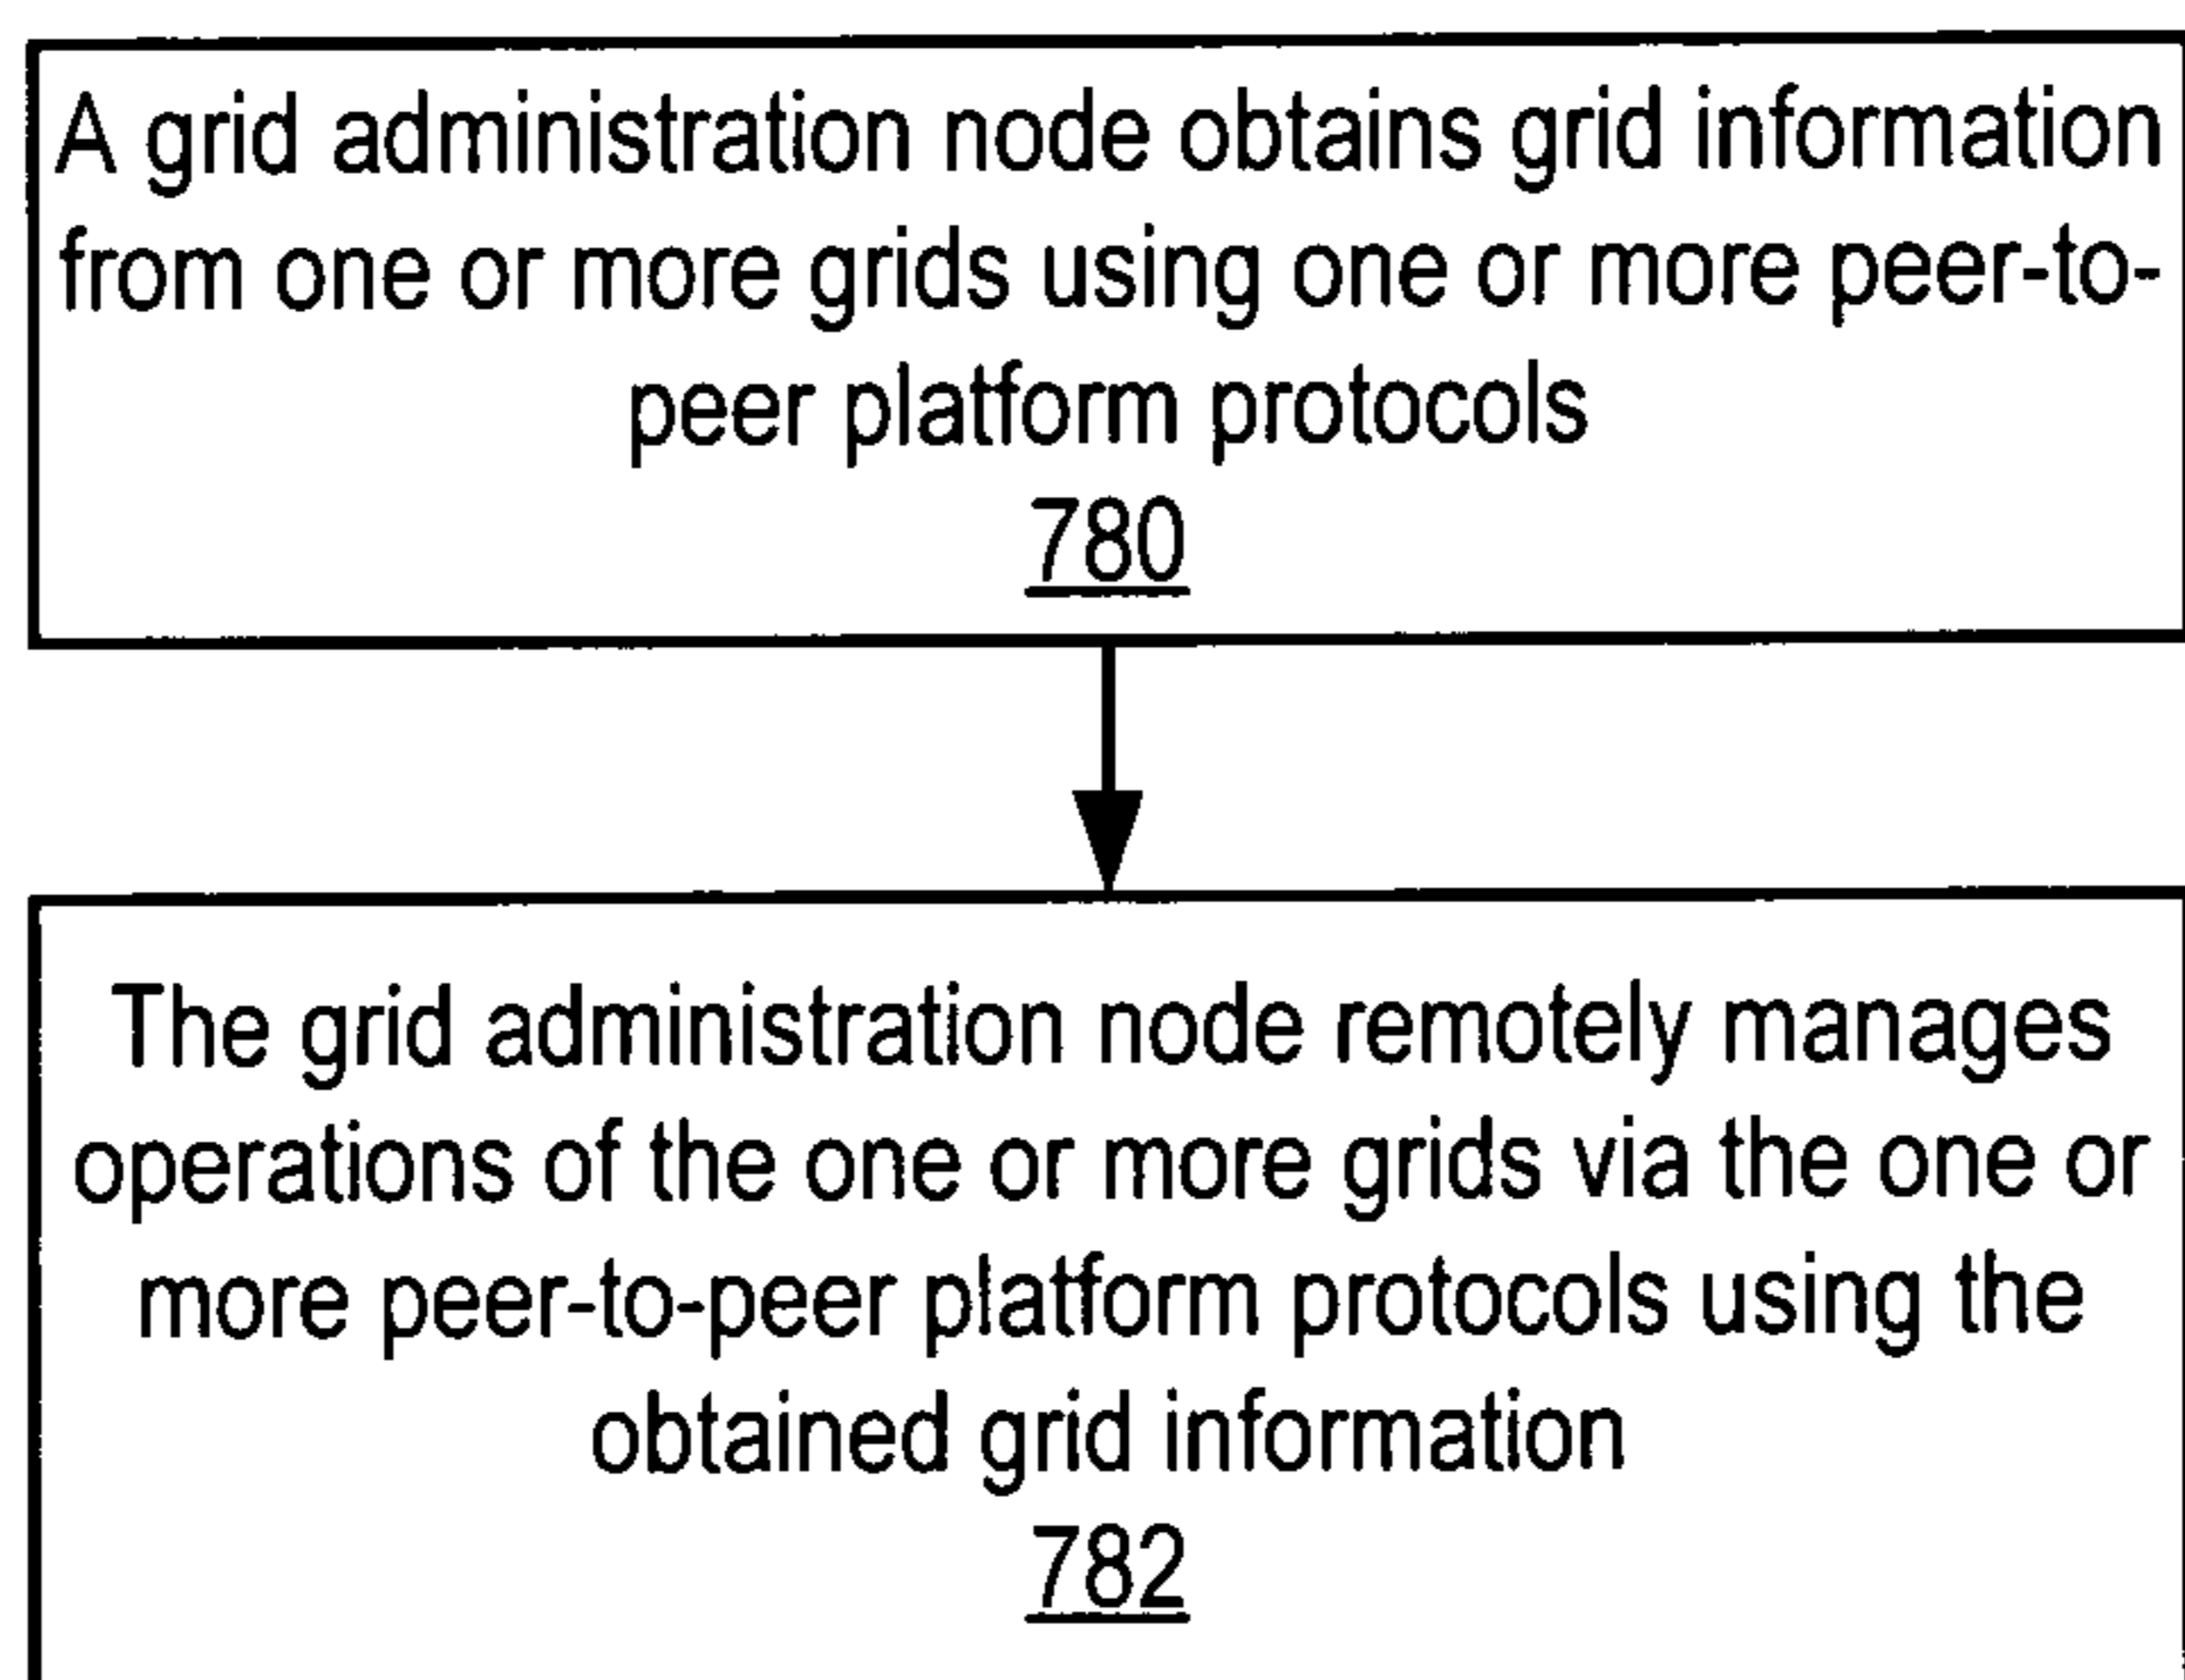 A grid administration node obtains grid information
from one or more grids using one or more peer-to-
peer platform protocols
780
The grid administration node remotely manages
operations of the one or more grids via the one or
more peer-to-peer platform protocols using the
obtained grid information
782